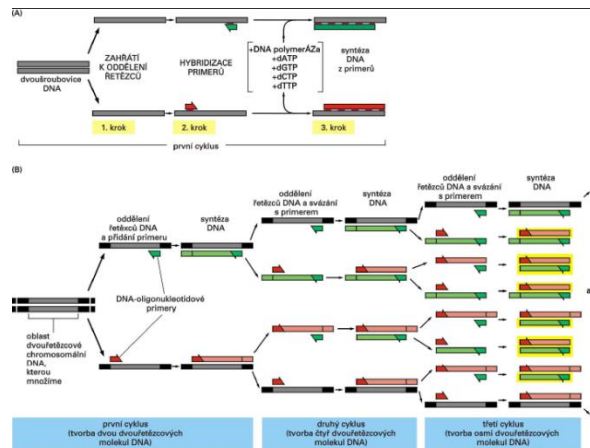 (A)
dvoušroubovice
DNA
ZAHŘÁTÍ
K ODDĚLENÍ
ŘETĚZCŮ
HYBRIDIZACE
PRIMERŮ
+DNA polymerÁZa
+dATP
+dGTP
+dCTP
+dTTP
syntéza
DNA
z primerů
1. krok
2. krok
3. krok
první cyklus
(B)
oddělení
řetězců
DNA a přidání primeru
syntéza
DNA
oddělení
řetězců DNA a svázání
s primerem
syntéza
DNA
oddělení
řetězců DNA a svázání
s primerem
syntéza
DNA
DNA-oligonukleotidové
primery
oblast
dvouřetězcové
chromosomální
DNA,
kterou
množíme
a
první cyklus
(tvorba dvou dvouřetězcových
molekul DNA)
druhý cyklus
(tvorba čtyř dvouřetězcových
molekul DNA)
třetí cyklus
(tvorba osmi dvouřetězcových
molekul DNA)